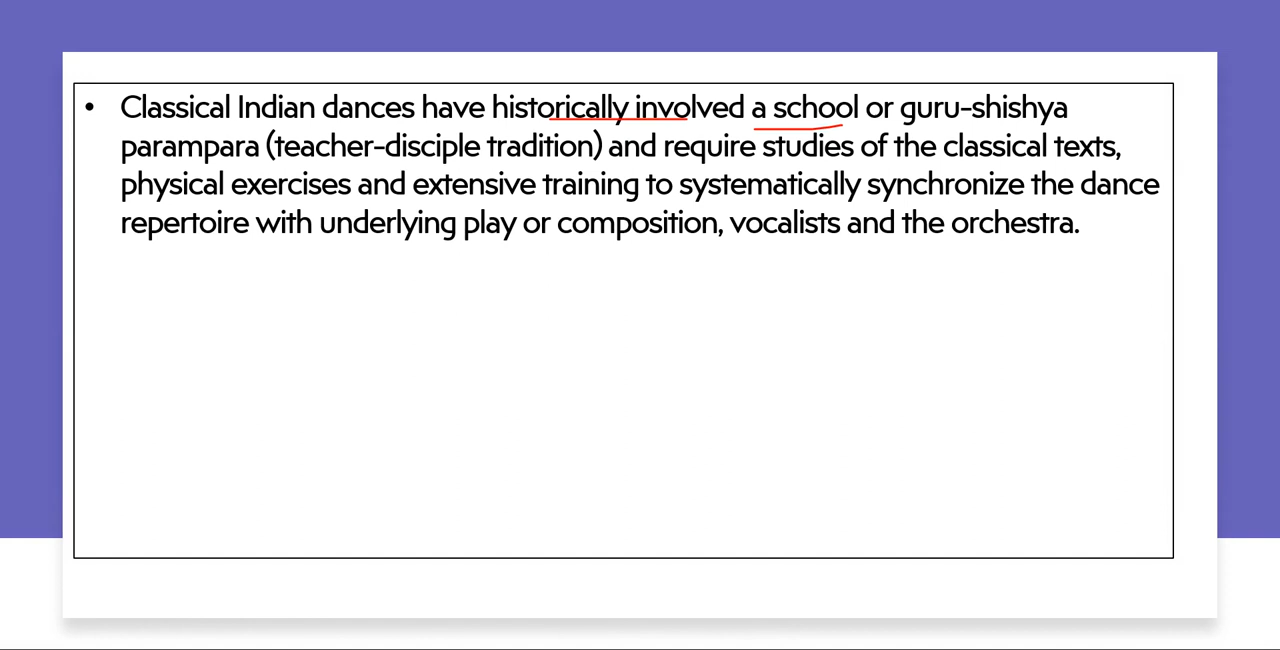 • Classical Indian dances have historically involved a school or guru-shishya
parampara (teacher-disciple tradition) and require studies of the classical texts,
physical exercises and extensive training to systematically synchronize the dance
repertoire with underlying play or composition, vocalists and the orchestra.